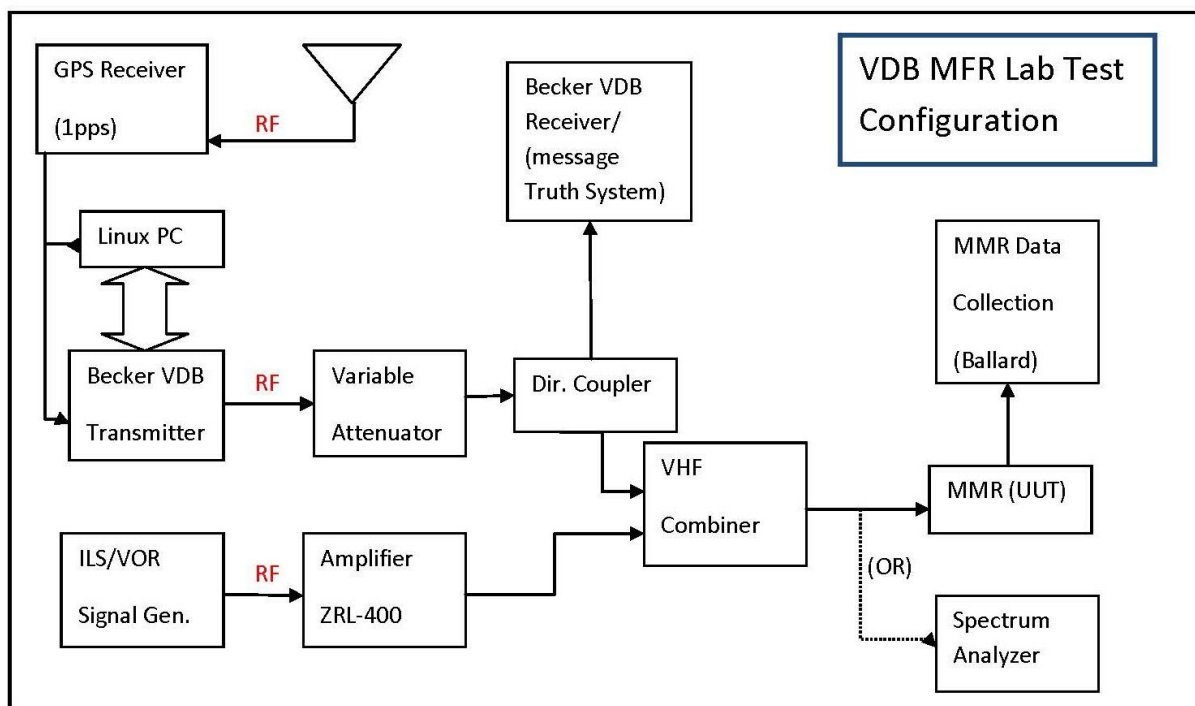 VDB MFR Lab Test
Configuration
GPS Receiver
(1pps)
RF
Becker VDB
Receiver/
(message
Truth System)
Linux PC
MMR Data
Collection
(Ballard)
Becker VDB
Transmitter
RF
Variable
Attenuator
Dir. Coupler
VHF
Combiner
MMR (UUT)
(OR)
ILS/VOR
Signal Gen.
RF
Amplifier
ZRL-400
Spectrum
Analyzer